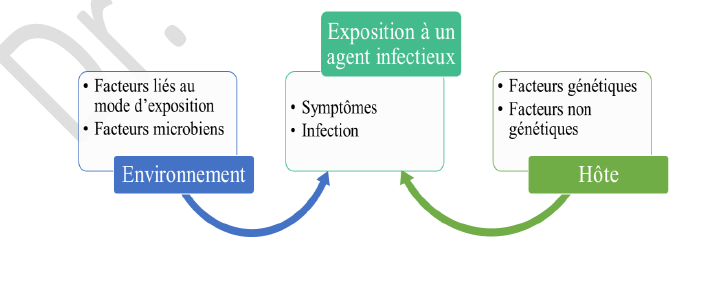 Dr.
• Facteurs liés au
mode d’exposition
• Facteurs microbiens
Environnement
Exposition à un
agent infectieux
• Symptômes
• Infection
• Facteurs génétiques
• Facteurs non
génétiques
Hôte